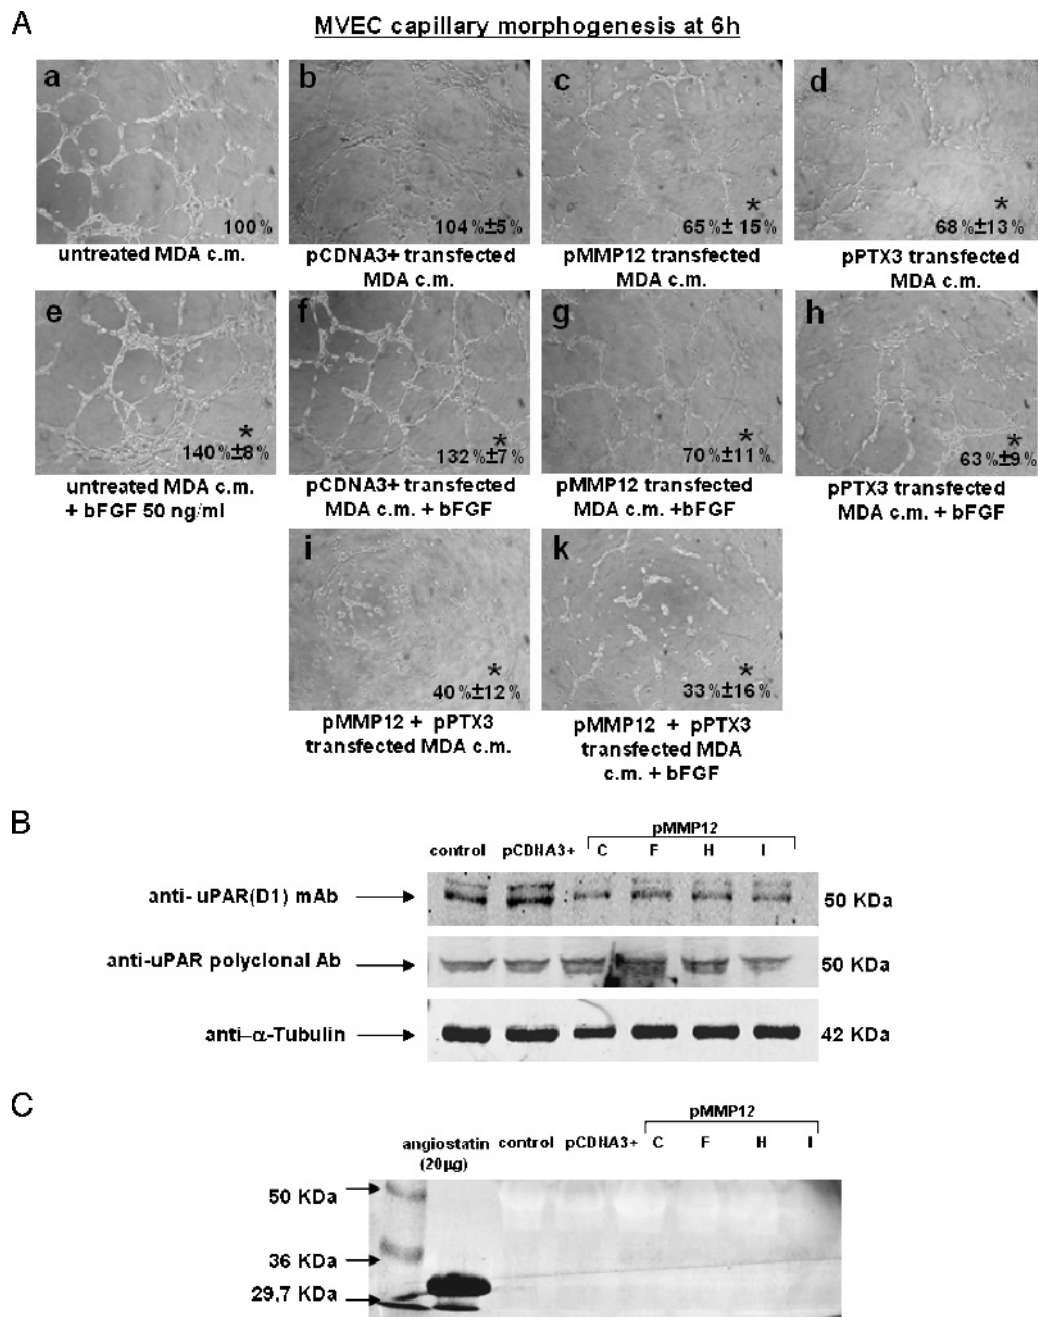 A
MVEC capillary morphogenesis at 6h
a
b
c
d
100%
104%±5%
*
65%±15%
*
68%±13%
untreated MDA c.m.
pCDNA3+ transfected
MDA c.m.
pMMP12 transfected
MDA c.m.
pPTX3 transfected
MDA c.m.
e
f
g
h
*
140%±8%
*
132%±7%
*
70%±11%
*
63%±9%
untreated MDA c.m.
+ bFGF 50 ng/ml
pCDNA3+ transfected
MDA c.m. + bFGF
pMMP12 transfected
MDA c.m. +bFGF
pPTX3 transfected
MDA c.m. + bFGF
i
k
*
40%±12%
*
33%±16%
pMMP12 + pPTX3
transfected MDA c.m.
pMMP12 + pPTX3
transfected MDA
c.m. + bFGF
B
pMMP12
control pCDNA3+ C F H I
anti-uPAR(D1) mAb
50 KDa
anti-uPAR polyclonal Ab
50 KDa
anti-α-Tubulin
42 KDa
C
pMMP12
angiostatin control pCDNA3+ C F H I
(20µg)
50 KDa
36 KDa
29,7 KDa